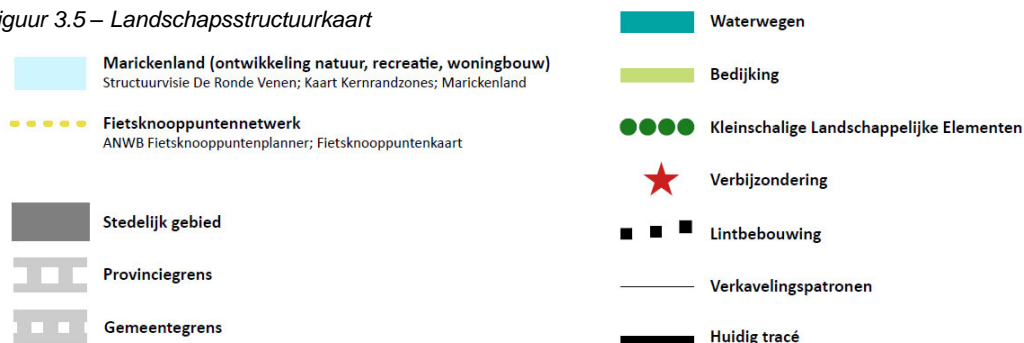 iguur 3.5 – Landschapsstructuurkaart
Marickenland (ontwikkeling natuur, recreatie, woningbouw)
Structuurvisie De Ronde Venen; Kaart Kernrandzones; Marickenland
Fietsknooppuntennetwerk
ANWB Fietsknooppuntenplanner; Fietsknooppuntenkaart
Stedelijk gebied
Provinciegrens
Gemeentegrens
Waterwegen
Bedijking
Kleinschalige Landschappelijke Elementen
Verbijzondering
Lintbebouwing
Verkavelingspatronen
Huidig tracé